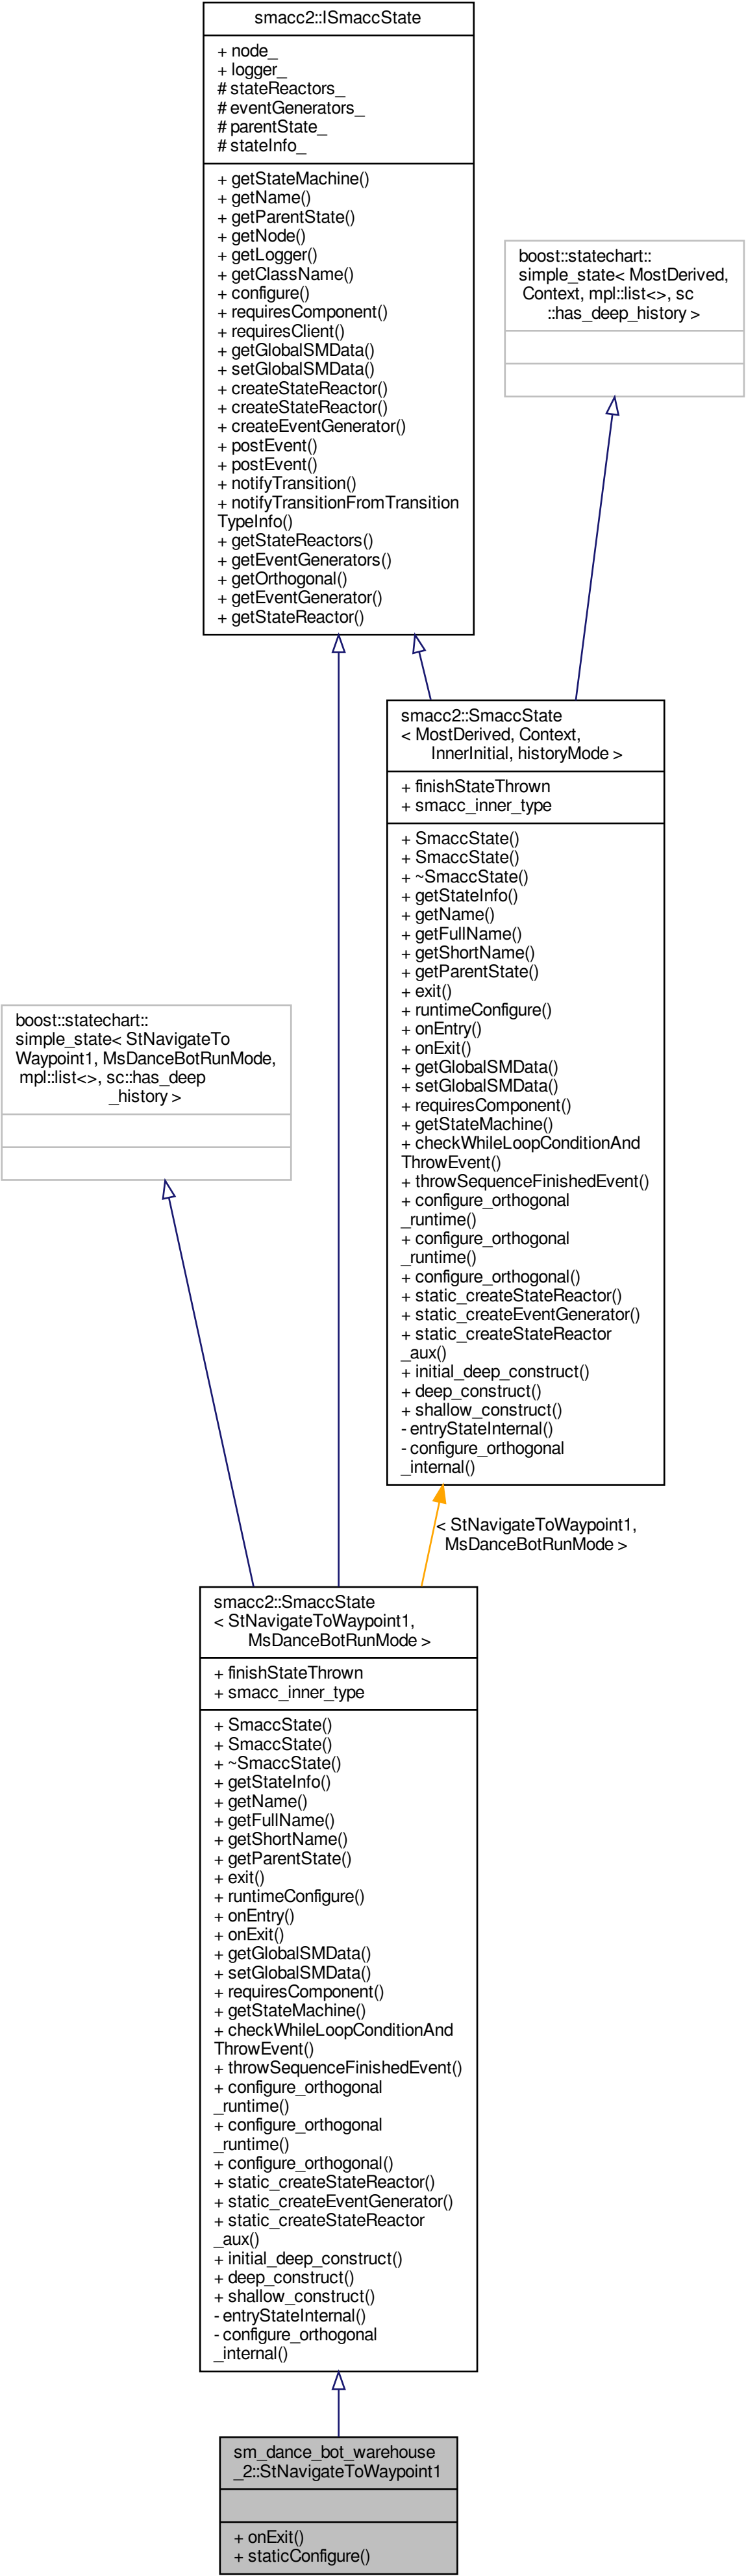 smacc2::ISmaccState
+ node_
+ logger_
# stateReactors_
# eventGenerators_
# parentState_
# stateInfo_
+ getStateMachine()
+ getName()
+ getParentState()
+ getNode()
+ getLogger()
+ getClassName()
+ configure()
+ requiresComponent()
+ requiresClient()
+ getGlobalSMData()
+ setGlobalSMData()
+ createStateReactor()
+ createStateReactor()
+ createEventGenerator()
+ postEvent()
+ postEvent()
+ notifyTransition()
+ notifyTransitionFromTransition
TypeInfo()
+ getStateReactors()
+ getEventGenerators()
+ getOrthogonal()
+ getEventGenerator()
+ getStateReactor()
boost::statechart::
simple_state< MostDerived,
Context, mpl::list<>, sc
::has_deep_history >
smacc2::SmaccState
< MostDerived, Context,
InnerInitial, historyMode >
+ finishStateThrown
+ smacc_inner_type
+ SmaccState()
+ SmaccState()
+ ~SmaccState()
+ getStateInfo()
+ getName()
+ getFullName()
+ getShortName()
+ getParentState()
+ exit()
+ runtimeConfigure()
+ onEntry()
+ onExit()
+ getGlobalSMData()
+ setGlobalSMData()
+ requiresComponent()
+ getStateMachine()
+ checkWhileLoopConditionAnd
ThrowEvent()
+ throwSequenceFinishedEvent()
+ configure_orthogonal
_runtime()
+ configure_orthogonal
_runtime()
+ configure_orthogonal()
+ static_createStateReactor()
+ static_createEventGenerator()
+ static_createStateReactor
_aux()
+ initial_deep_construct()
+ deep_construct()
+ shallow_construct()
- entryStateInternal()
- configure_orthogonal
_internal()
boost::statechart::
simple_state< StNavigateTo
Waypoint1, MsDanceBotRunMode,
mpl::list<>, sc::has_deep
_history >
< StNavigateToWaypoint1,
MsDanceBotRunMode >
smacc2::SmaccState
< StNavigateToWaypoint1,
MsDanceBotRunMode >
+ finishStateThrown
+ smacc_inner_type
+ SmaccState()
+ SmaccState()
+ ~SmaccState()
+ getStateInfo()
+ getName()
+ getFullName()
+ getShortName()
+ getParentState()
+ exit()
+ runtimeConfigure()
+ onEntry()
+ onExit()
+ getGlobalSMData()
+ setGlobalSMData()
+ requiresComponent()
+ getStateMachine()
+ checkWhileLoopConditionAnd
ThrowEvent()
+ throwSequenceFinishedEvent()
+ configure_orthogonal
_runtime()
+ configure_orthogonal
_runtime()
+ configure_orthogonal()
+ static_createStateReactor()
+ static_createEventGenerator()
+ static_createStateReactor
_aux()
+ initial_deep_construct()
+ deep_construct()
+ shallow_construct()
- entryStateInternal()
- configure_orthogonal
_internal()
sm_dance_bot_warehouse
_2::StNavigateToWaypoint1
+ onExit()
+ staticConfigure()